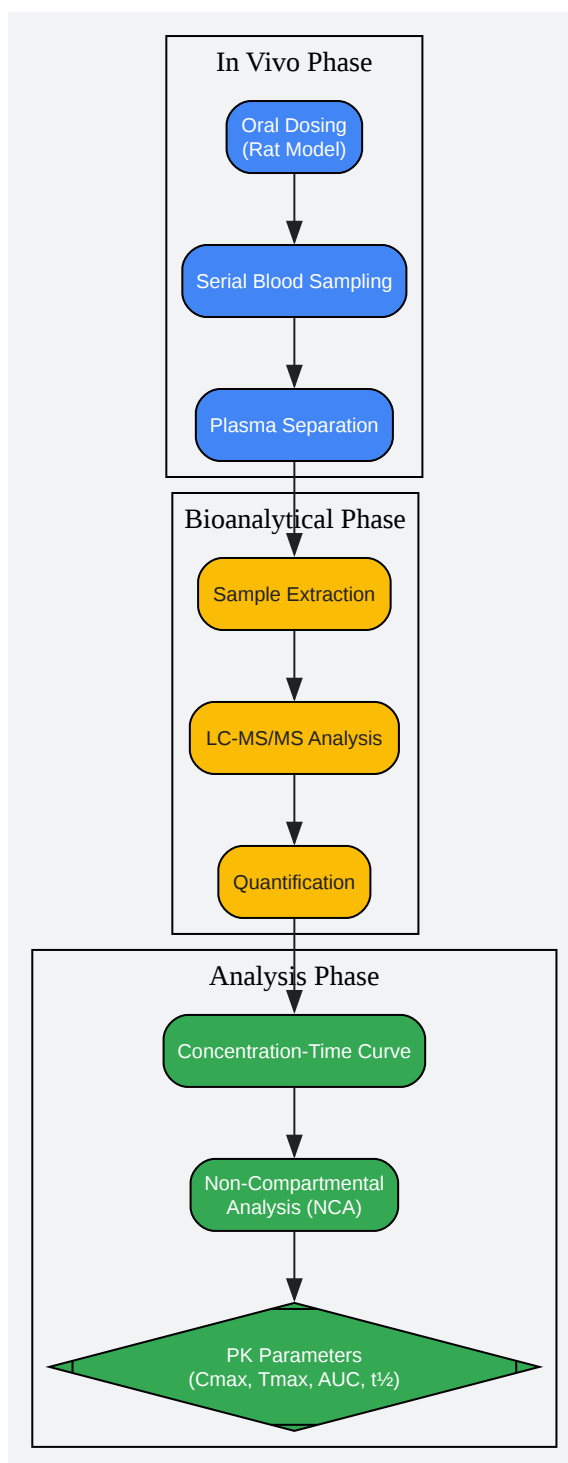 In Vivo Phase
Oral Dosing
(Rat Model)
Serial Blood Sampling
Plasma Separation
Bioanalytical Phase
Sample Extraction
LC-MS/MS Analysis
Quantification
Analysis Phase
Concentration-Time Curve
Non-Compartmental
Analysis (NCA)
PK Parameters
(Cmax, Tmax, AUC, t½)